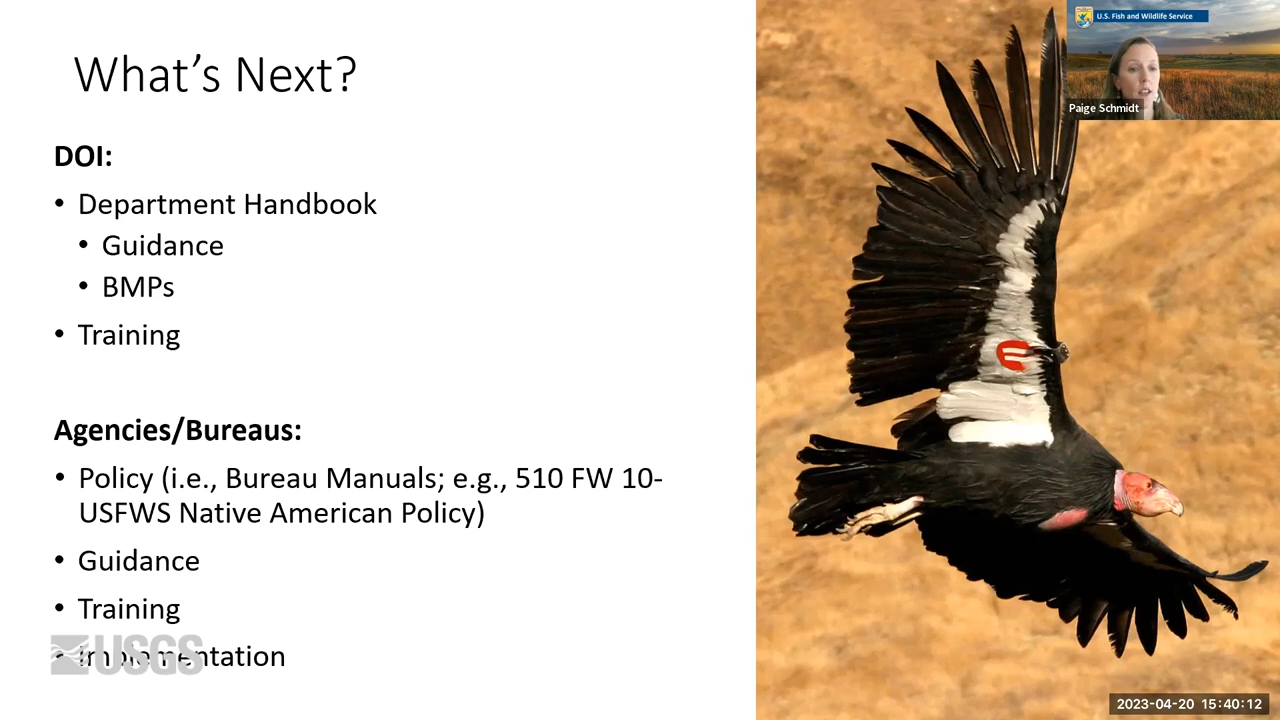 What's Next?
DOI:
• Department Handbook
• Guidance
• BMPs
• Training
Agencies/Bureaus:
• Policy (i.e., Bureau Manuals; e.g., 510 FW 10-
USFWS Native American Policy)
• Guidance
• Training
• Implementation
USGS
U.S. Fish and Wildlife Service
Paige Schmidt
2023-04-20 15:40:12